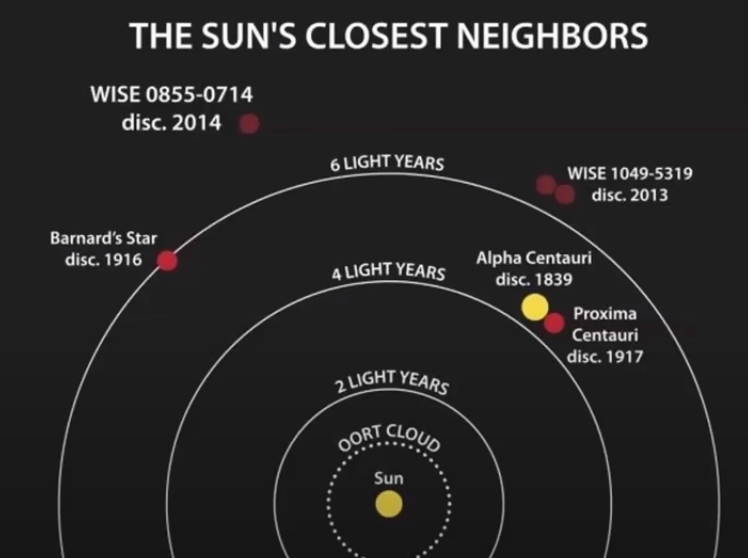 THE SUN'S CLOSEST NEIGHBORS
WISE 0855-0714
disc. 2014
6 LIGHT YEARS
WISE 1049-5319
disc. 2013
Barnard's Star
disc. 1916
4 LIGHT YEARS
Alpha Centauri
disc. 1839
Proxima
Centauri
disc. 1917
2 LIGHT YEARS
OORT CLOUD
Sun